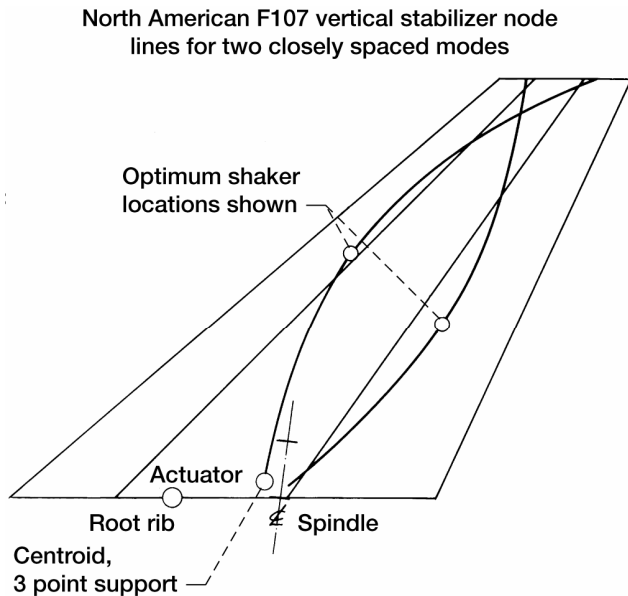 North American F107 vertical stabilizer node
lines for two closely spaced modes
Optimum shaker
locations shown
Actuator
Root rib
Spindle
Centroid,
3 point support